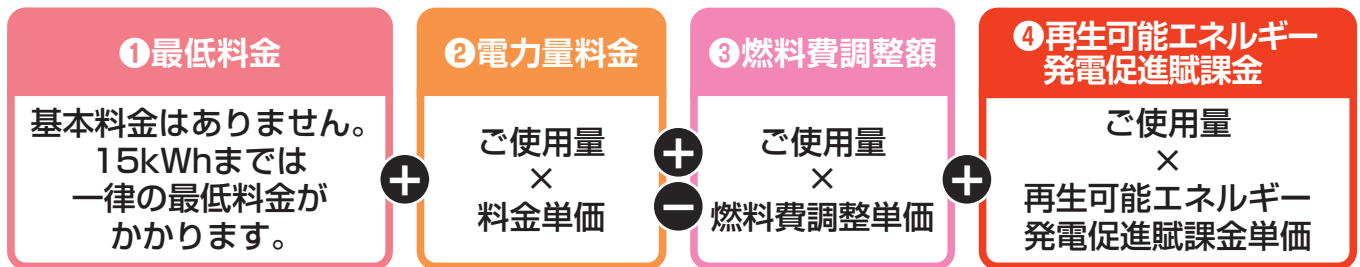 ❶最低料金
基本料金はありません。
15kWhまでは
一律の最低料金が
かかります。
+
❷電力量料金
ご使用量
×
料金単価
+
−
❸燃料費調整額
ご使用量
×
燃料費調整単価
+
❹再生可能エネルギー
発電促進賦課金
ご使用量
×
再生可能エネルギー
発電促進賦課金単価